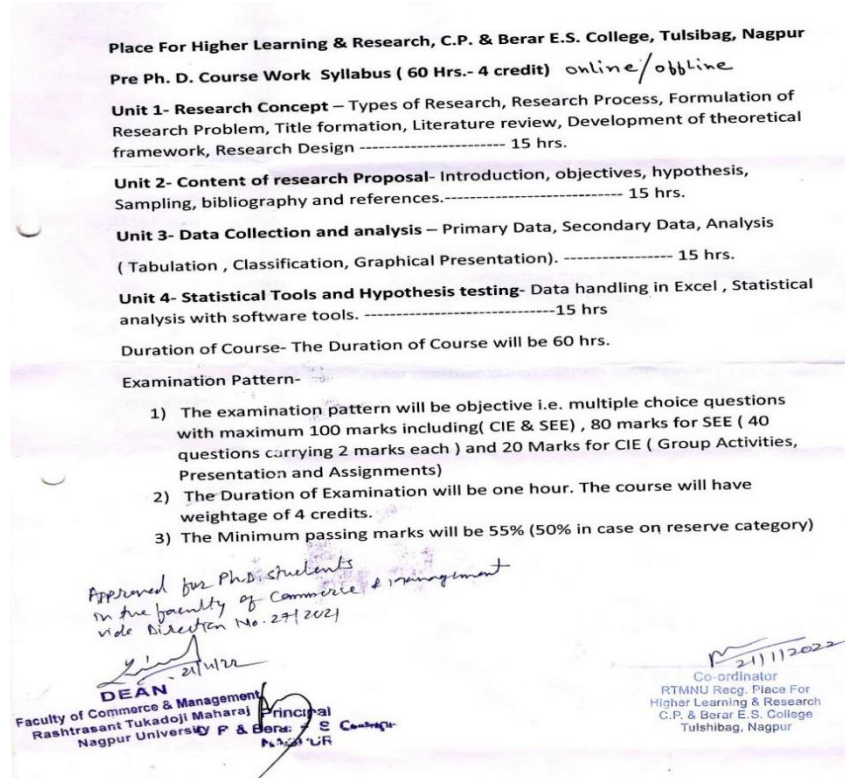 Place For Higher Learning & Research, C.P. & Berar E.S. College, Tulsibag, Nagpur
Pre Ph. D. Course Work Syllabus ( 60 Hrs.- 4 credit) online/offline
Unit 1- Research Concept – Types of Research, Research Process, Formulation of
Research Problem, Title formation, Literature review, Development of theoretical
framework, Research Design ----------------------- 15 hrs.
Unit 2- Content of research Proposal- Introduction, objectives, hypothesis,
Sampling, bibliography and references.---------------------------- 15 hrs.
Unit 3- Data Collection and analysis – Primary Data, Secondary Data, Analysis
( Tabulation , Classification, Graphical Presentation). ----------------- 15 hrs.
Unit 4- Statistical Tools and Hypothesis testing- Data handling in Excel , Statistical
analysis with software tools. ------------------------------15 hrs
Duration of Course- The Duration of Course will be 60 hrs.
Examination Pattern-
1) The examination pattern will be objective i.e. multiple choice questions
with maximum 100 marks including( CIE & SEE) , 80 marks for SEE ( 40
questions carrying 2 marks each ) and 20 Marks for CIE ( Group Activities,
Presentation and Assignments)
2) The Duration of Examination will be one hour. The course will have
weightage of 4 credits.
3) The Minimum passing marks will be 55% (50% in case on reserve category)
Approved for Ph.D. students
in the faculty of Commerce & management
vide Direction No. 27/2021
DEAN
Faculty of Commerce & Management
Rashtrasant Tukadoji Maharaj
Nagpur University
Principal
C P & Berar E S College
NAGPUR
21/11/2022
Co-ordinator
RTMNU Recg. Place For
Higher Learning & Research
C.P. & Berar E.S. College
Tulshibag, Nagpur